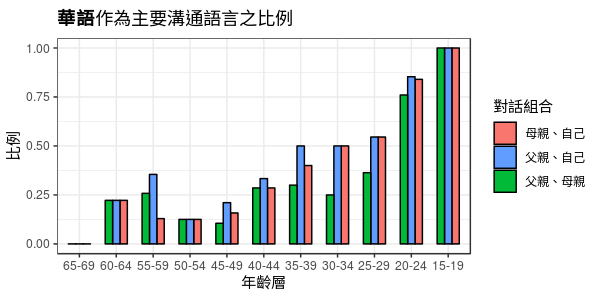 華語作為主要溝通語言之比例
比例
1.00
0.75
0.50
0.25
0.00
65-69 60-64 55-59 50-54 45-49 40-44 35-39 30-34 25-29 20-24 15-19
年齡層
對話組合
母親、自己
父親、自己
父親、母親